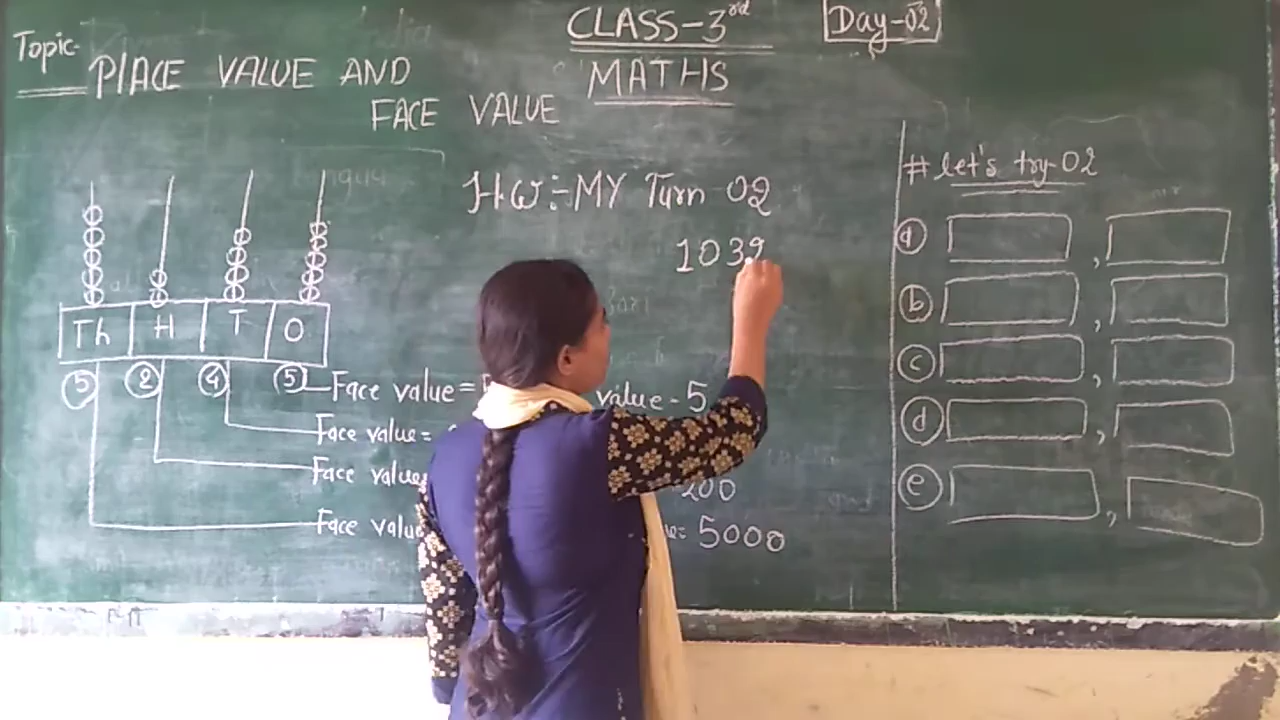 Topic-
PlACE VALUE AND
FACE VALUE
CLASS-3rd
MATHS
Day-02
HW:-MY Turn 02
1039
Th H T O
5 2 4 5
Face value = value - 5
Face value =
Face value
200
Face value = 5000
# let's try-02
a ,
b ,
c ,
d ,
e ,